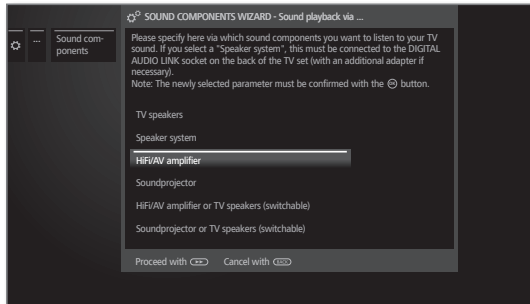 SOUND COMPONENTS WIZARD - Sound playback via ...
...
Sound com-
ponents
Please specify here via which sound components you want to listen to your TV
sound. If you select a "Speaker system", this must be connected to the DIGITAL
AUDIO LINK socket on the back of the TV set (with an additional adapter if
necessary).
Note: The newly selected parameter must be confirmed with the OK button.
TV speakers
Speaker system
HiFi/AV amplifier
Soundprojector
HiFi/AV amplifier or TV speakers (switchable)
Soundprojector or TV speakers (switchable)
Proceed with Cancel with